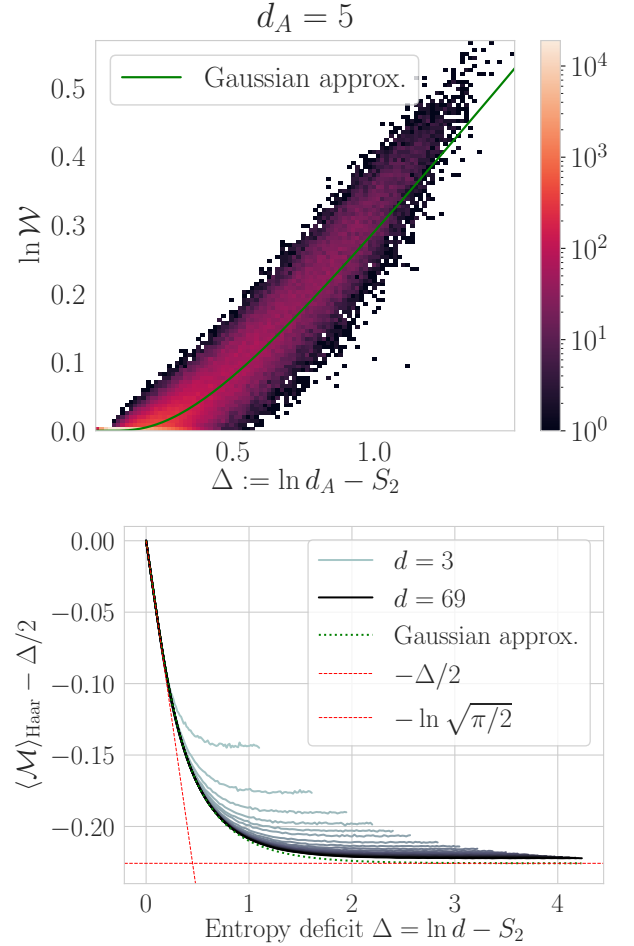 d_A = 5
Gaussian approx.
ln 𝒲
0.5
0.4
0.3
0.2
0.1
0.0
0.5 1.0
Δ := ln d_A − S_2
10^4
10^3
10^2
10^1
10^0
⟨ℳ⟩_Haar − Δ/2
0.00
−0.05
−0.10
−0.15
−0.20
d = 3
d = 69
Gaussian approx.
−Δ/2
− ln √(π/2)
0 1 2 3 4
Entropy deficit Δ = ln d − S_2